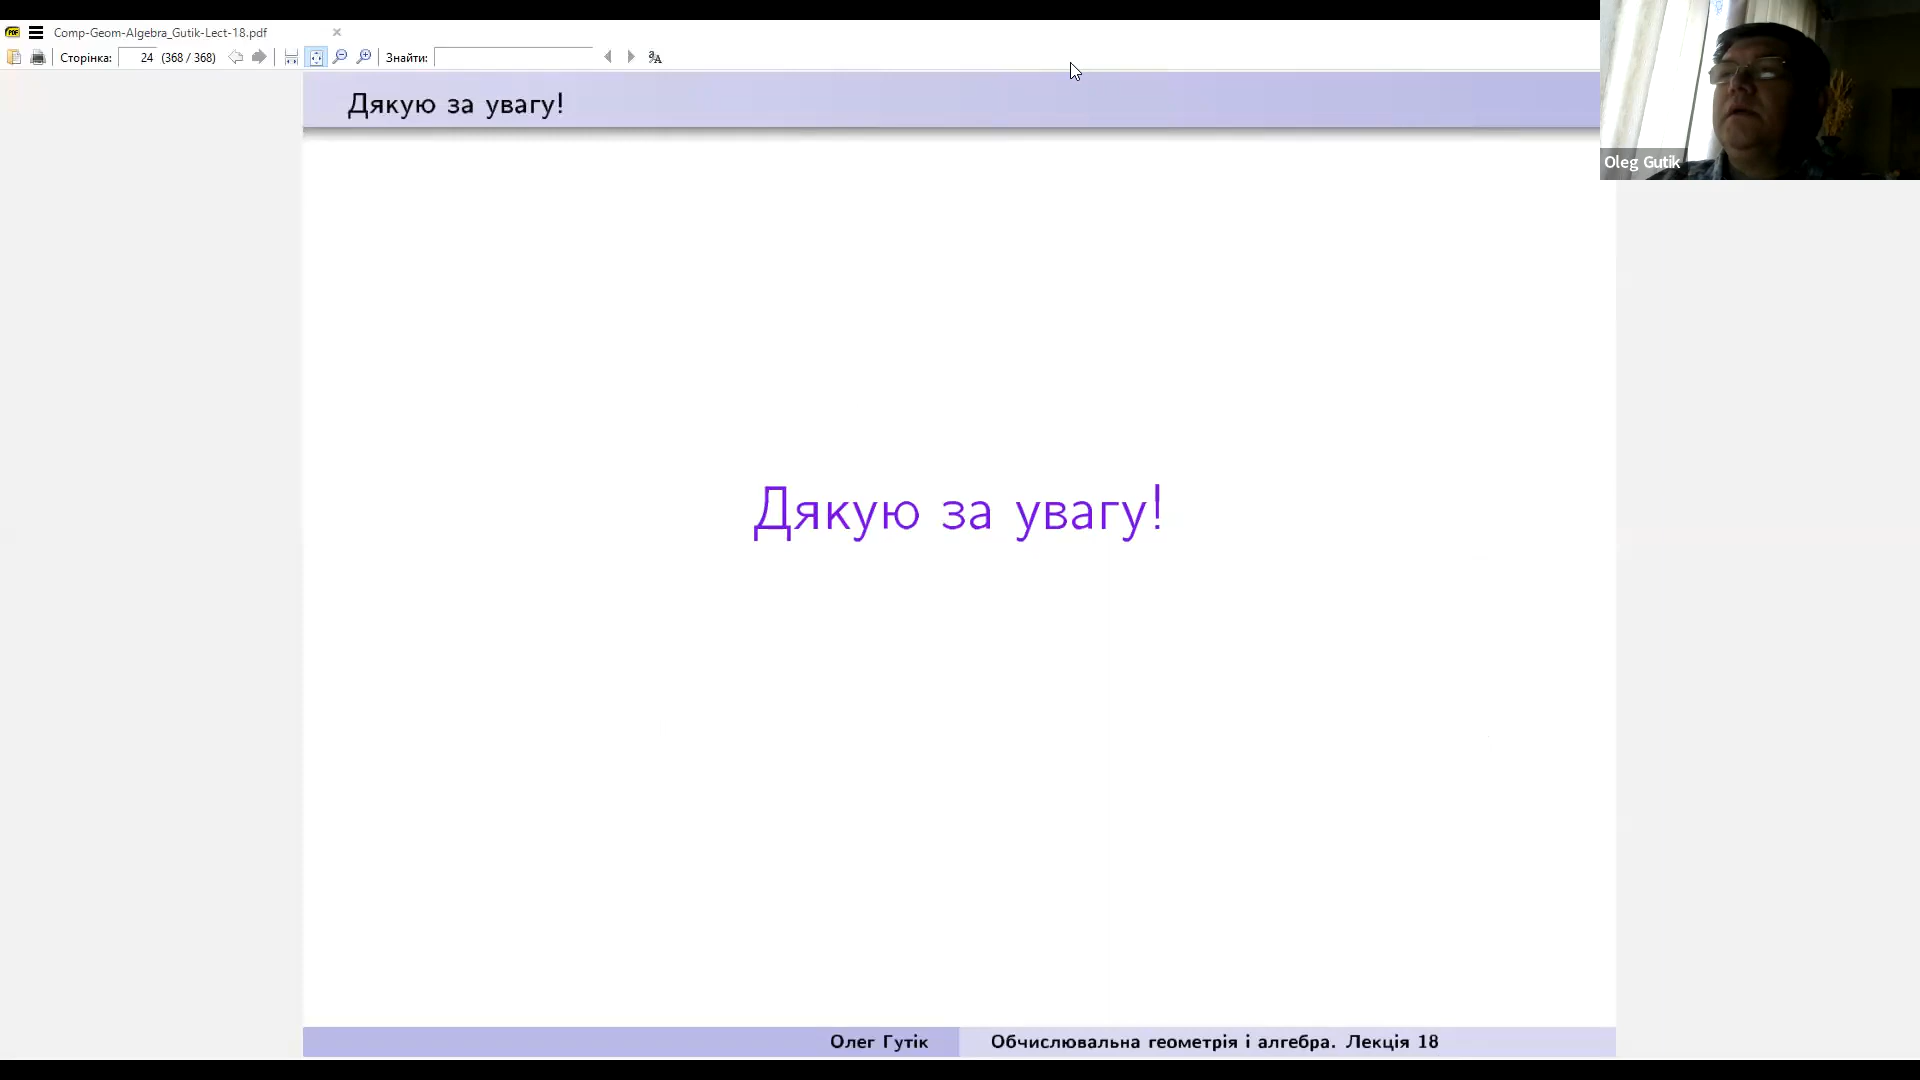 Comp-Geom-Algebra_Gutik-Lect-18.pdf
Сторінка: 24 (368 / 368) Знайти:
Дякую за увагу!
Oleg Gutik
Дякую за увагу!
Олег Гутік Обчислювальна геометрія і алгебра. Лекція 18